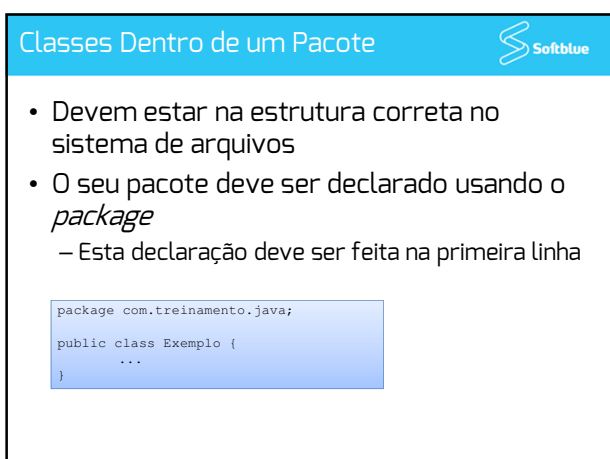 Classes Dentro de um Pacote
Softblue
• Devem estar na estrutura correta no
sistema de arquivos
• O seu pacote deve ser declarado usando o
package
– Esta declaração deve ser feita na primeira linha
package com.treinamento.java;
public class Exemplo {
...
}